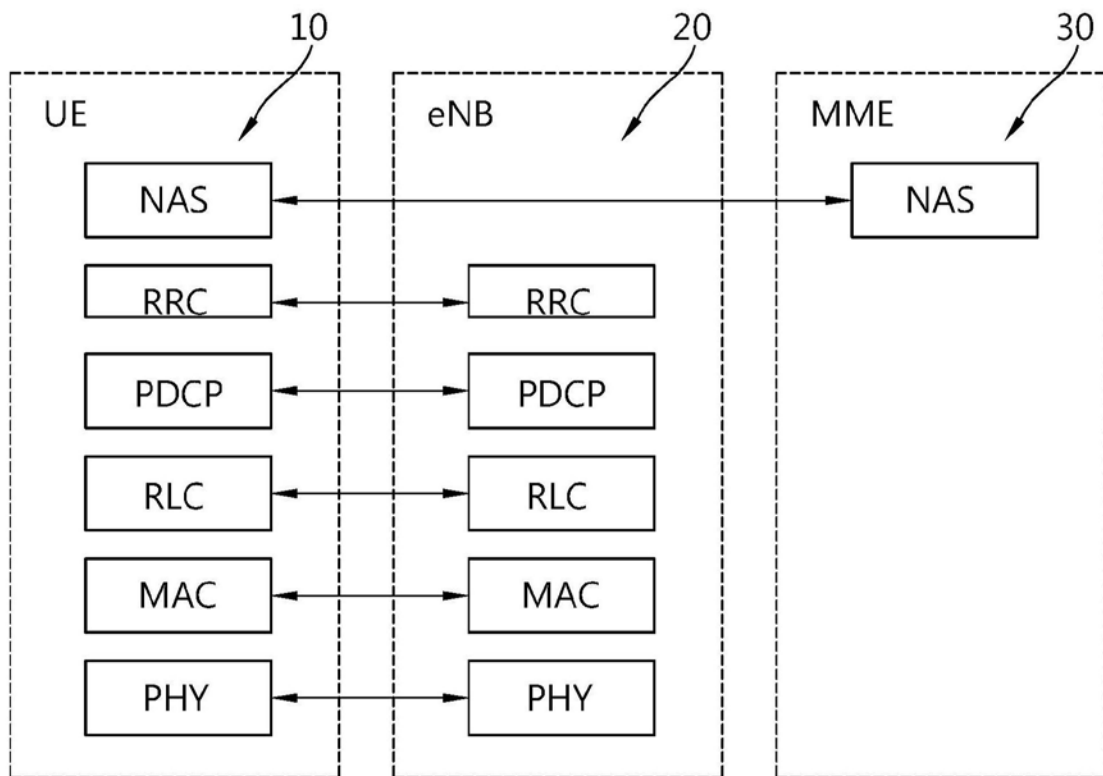 10 20 30
UE eNB MME
NAS NAS
RRC RRC
PDCP PDCP
RLC RLC
MAC MAC
PHY PHY